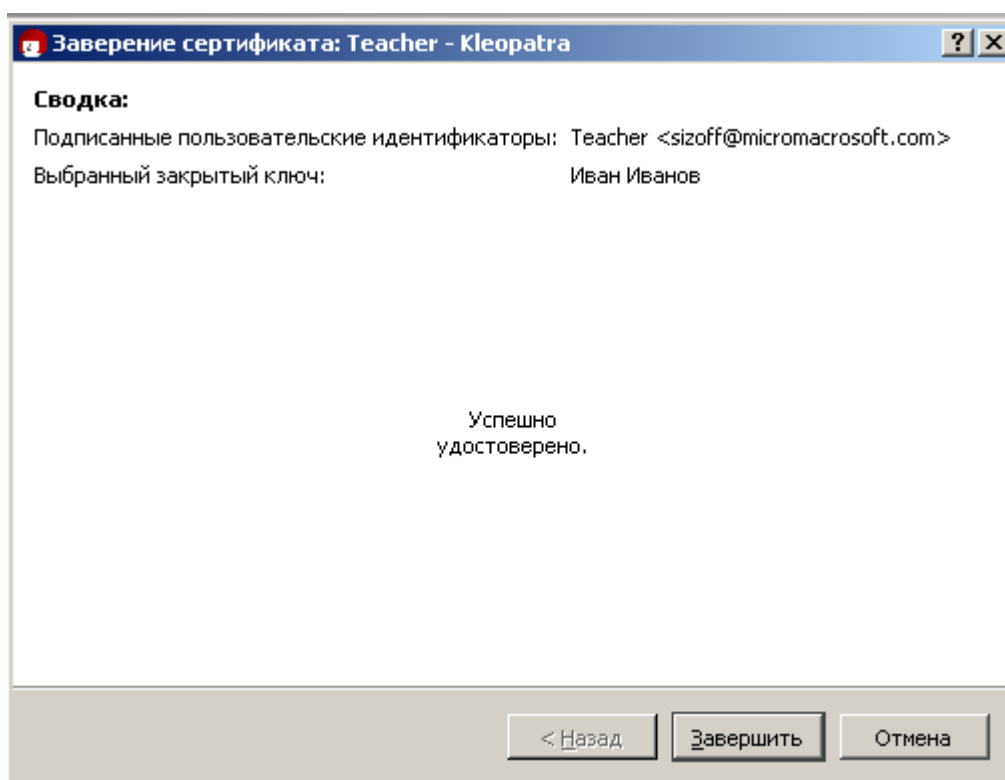 Заверение сертификата: Teacher - Kleopatra
Сводка:
Подписанные пользовательские идентификаторы: Teacher <sizoff@micromacrosoft.com>
Выбранный закрытый ключ: Иван Иванов
Успешно
удостоверено.
< Назад Завершить Отмена